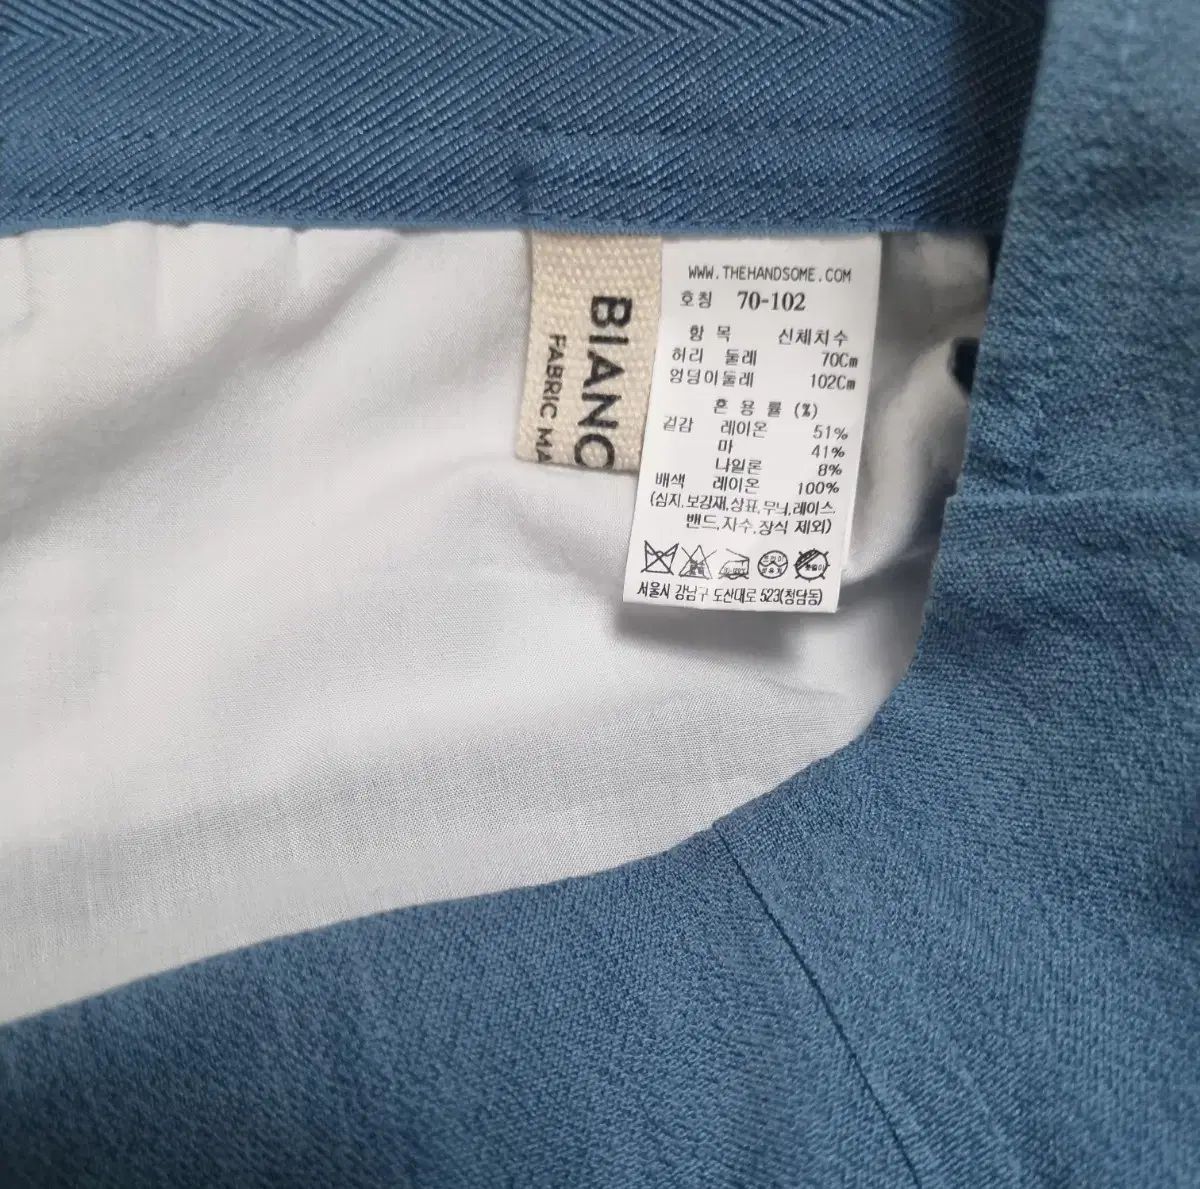 WWW.THEHANDSOME.COM
호칭 70-102
항 목 신체치수
허리 둘레 70Cm
엉덩이둘레 102Cm
혼 용 률 (%)
겉감 레이온 51%
마 41%
나일론 8%
배색 레이온 100%
(심지,보강재,상표,무늬,레이스,
밴드,자수,장식 제외)
서울시 강남구 도산대로 523(청담동)
BIANC
FABRIC MA